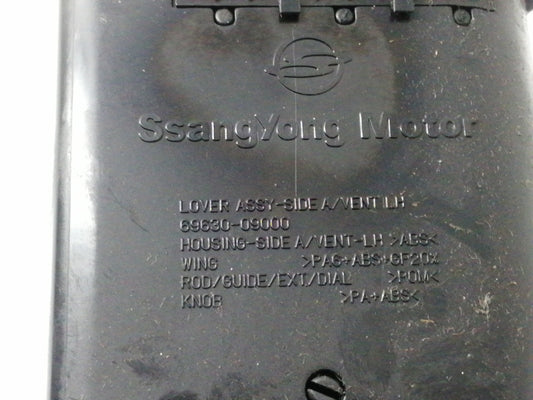 SsangYong Motor
LOVER ASSY-SIDE A/VENT LH
69630-09000
HOUSING-SIDE A/VENT-LH >ABS<
WING >PA6+ABS+GF20%
ROD/GUIDE/EXT/DIAL >POM<
KNOB >PA+ABS<